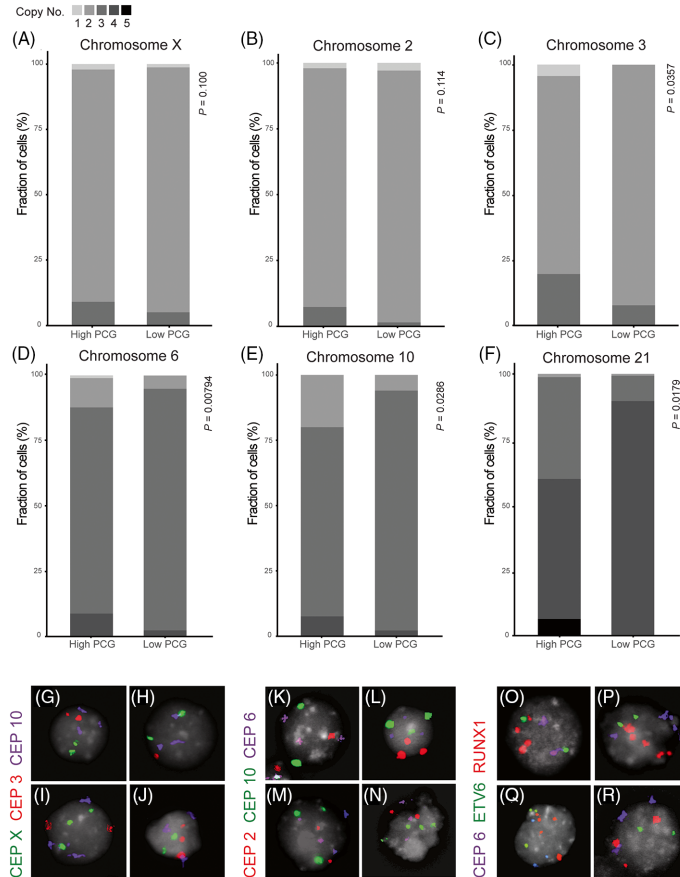 Copy No.
1 2 3 4 5
(A) Chromosome X
Fraction of cells (%)
100
75
50
25
0
High PCG Low PCG
P = 0.100
(B) Chromosome 2
Fraction of cells (%)
100
75
50
25
0
High PCG Low PCG
P = 0.114
(C) Chromosome 3
Fraction of cells (%)
100
75
50
25
0
High PCG Low PCG
P = 0.0357
(D) Chromosome 6
Fraction of cells (%)
100
75
50
25
0
High PCG Low PCG
P = 0.00794
(E) Chromosome 10
Fraction of cells (%)
100
75
50
25
0
High PCG Low PCG
P = 0.0286
(F) Chromosome 21
Fraction of cells (%)
100
75
50
25
0
High PCG Low PCG
P = 0.0179
CEP X CEP 3 CEP 10
(G) (H)
(I) (J)
CEP 2 CEP 10 CEP 6
(K) (L)
(M) (N)
CEP 6 ETV6 RUNX1
(O) (P)
(Q) (R)